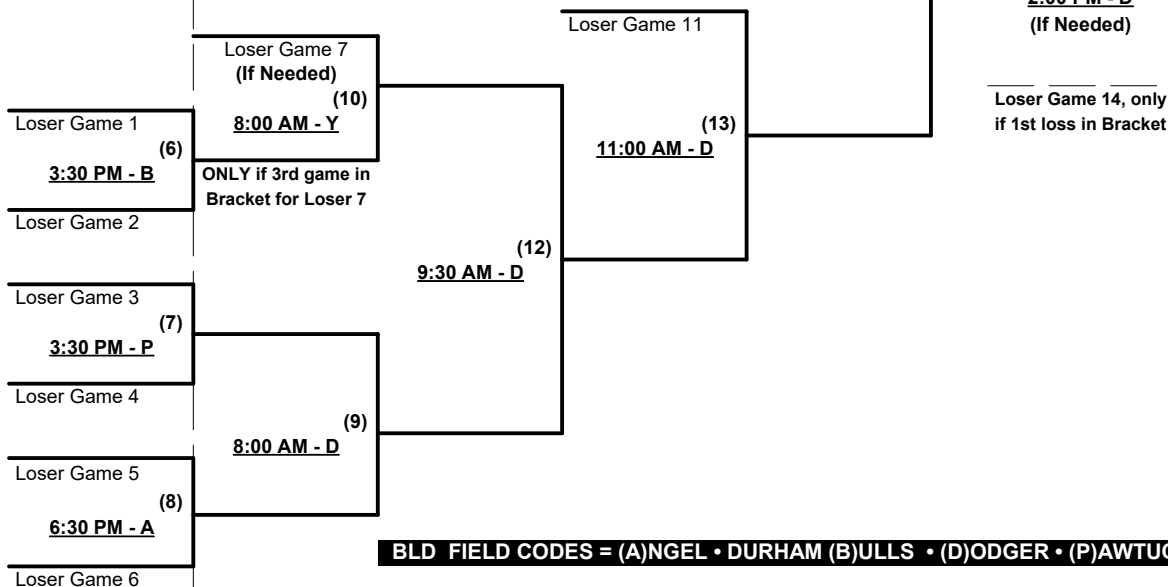 (If Needed)
Loser Game 11
Loser Game 7
(If Needed)
(10)
8:00 AM - Y
ONLY if 3rd game in
Bracket for Loser 7
Loser Game 14, only
if 1st loss in Bracket
(13)
11:00 AM - D
Loser Game 1
(6)
3:30 PM - B
Loser Game 2
(12)
9:30 AM - D
Loser Game 3
(7)
3:30 PM - P
Loser Game 4
(9)
8:00 AM - D
Loser Game 5
(8)
6:30 PM - A
Loser Game 6
BLD FIELD CODES = (A)NGEL • DURHAM (B)ULLS • (D)ODGER •